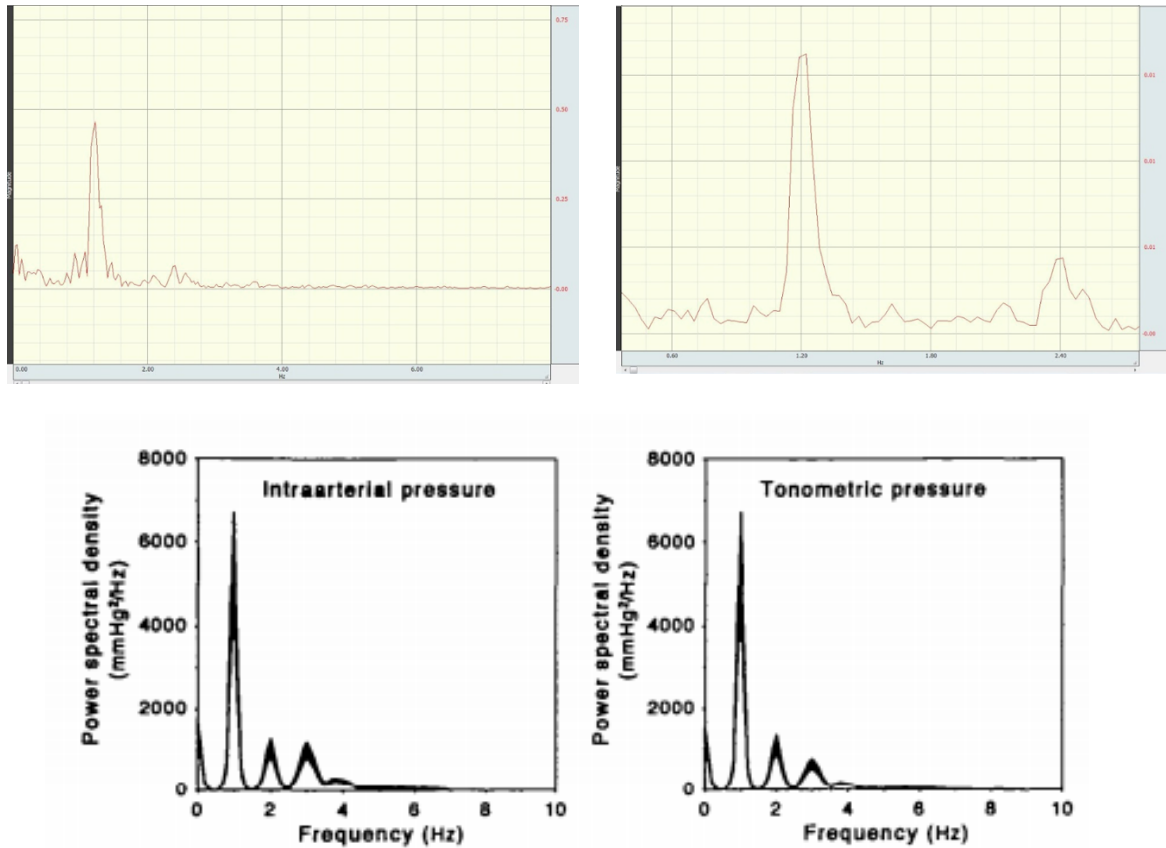 0.75
0.50
0.25
0.00
Magnitude
0.00 2.00 4.00 6.00
Hz
0.01
0.01
0.01
0.00
Magnitude
0.60 1.20 1.80 2.40
Hz
8000
6000
4000
2000
0
Power spectral density
(mmHg²/Hz)
Intraarterial pressure
0 2 4 6 8 10
Frequency (Hz)
8000
6000
4000
2000
0
Power spectral density
(mmHg²/Hz)
Tonometric pressure
0 2 4 6 8 10
Frequency (Hz)